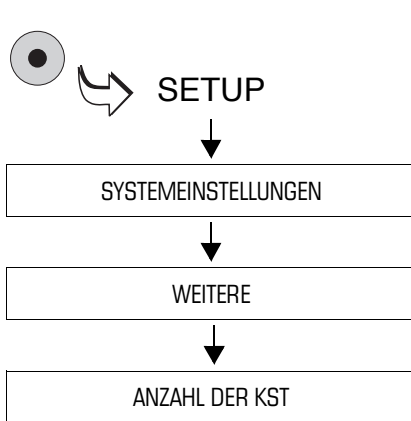 SETUP
SYSTEMEINSTELLUNGEN
WEITERE
ANZAHL DER KST